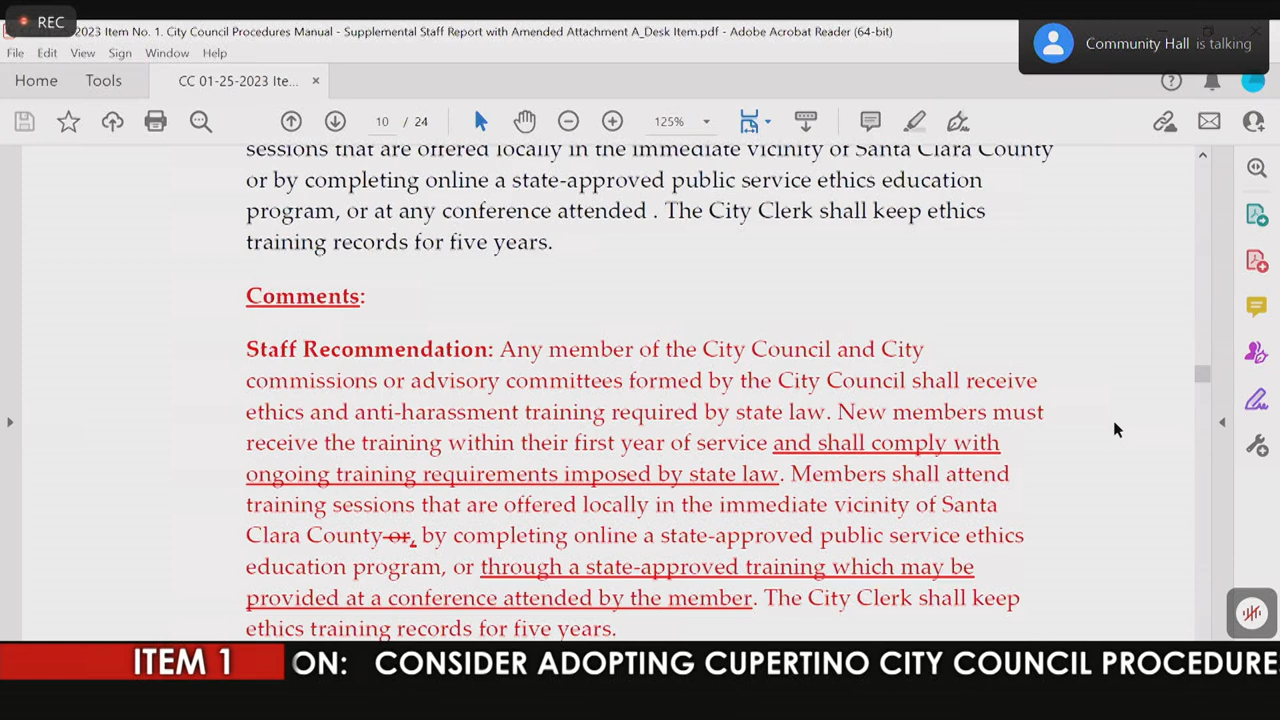 REC
2023 Item No. 1. City Council Procedures Manual - Supplemental Staff Report with Amended Attachment A_Desk Item.pdf - Adobe Acrobat Reader (64-bit)
Community Hall is talking
File Edit View Sign Window Help
Home Tools CC 01-25-2023 Ite... ×
10 / 24 125%
sessions that are offered locally in the immediate vicinity of Santa Clara County
or by completing online a state-approved public service ethics education
program, or at any conference attended . The City Clerk shall keep ethics
training records for five years.
Comments:
Staff Recommendation: Any member of the City Council and City
commissions or advisory committees formed by the City Council shall receive
ethics and anti-harassment training required by state law. New members must
receive the training within their first year of service and shall comply with
ongoing training requirements imposed by state law. Members shall attend
training sessions that are offered locally in the immediate vicinity of Santa
Clara County or, by completing online a state-approved public service ethics
education program, or through a state-approved training which may be
provided at a conference attended by the member. The City Clerk shall keep
ethics training records for five years.
ITEM 1 ON: CONSIDER ADOPTING CUPERTINO CITY COUNCIL PROCEDURE